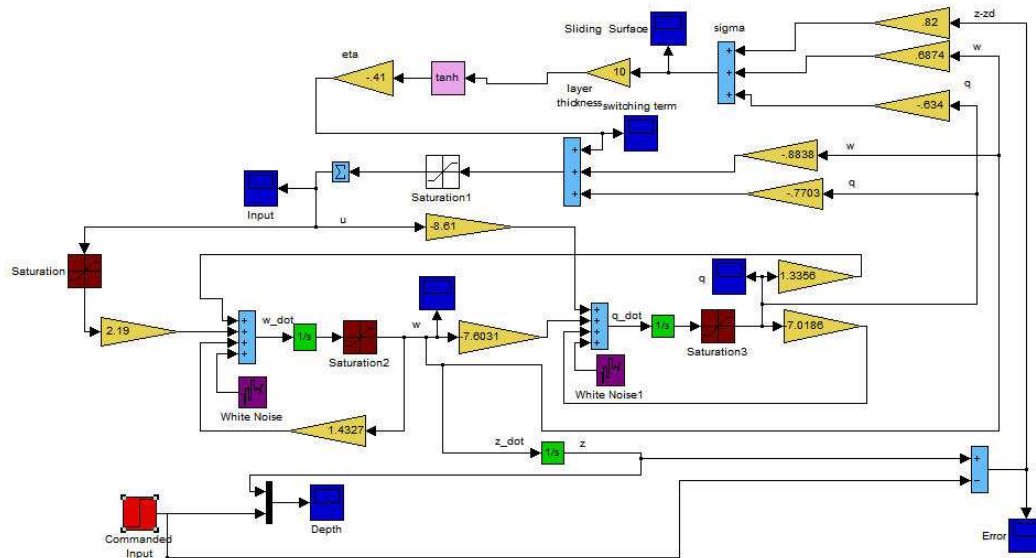 z-zd
.82
Sliding Surface
sigma
eta
w
.6874
-.41
tanh
10
q
-.634
layer
thickness
switching term
w
-.8838
q
-.7703
Saturation1
Input
u
-8.61
Saturation
q
1.3356
2.19
w_dot
1/s
w
-7.6031
q_dot
1/s
-7.0186
Saturation2
Saturation3
White Noise
White Noise1
1.4327
z_dot
1/s
z
Depth
Commanded
Input
Error